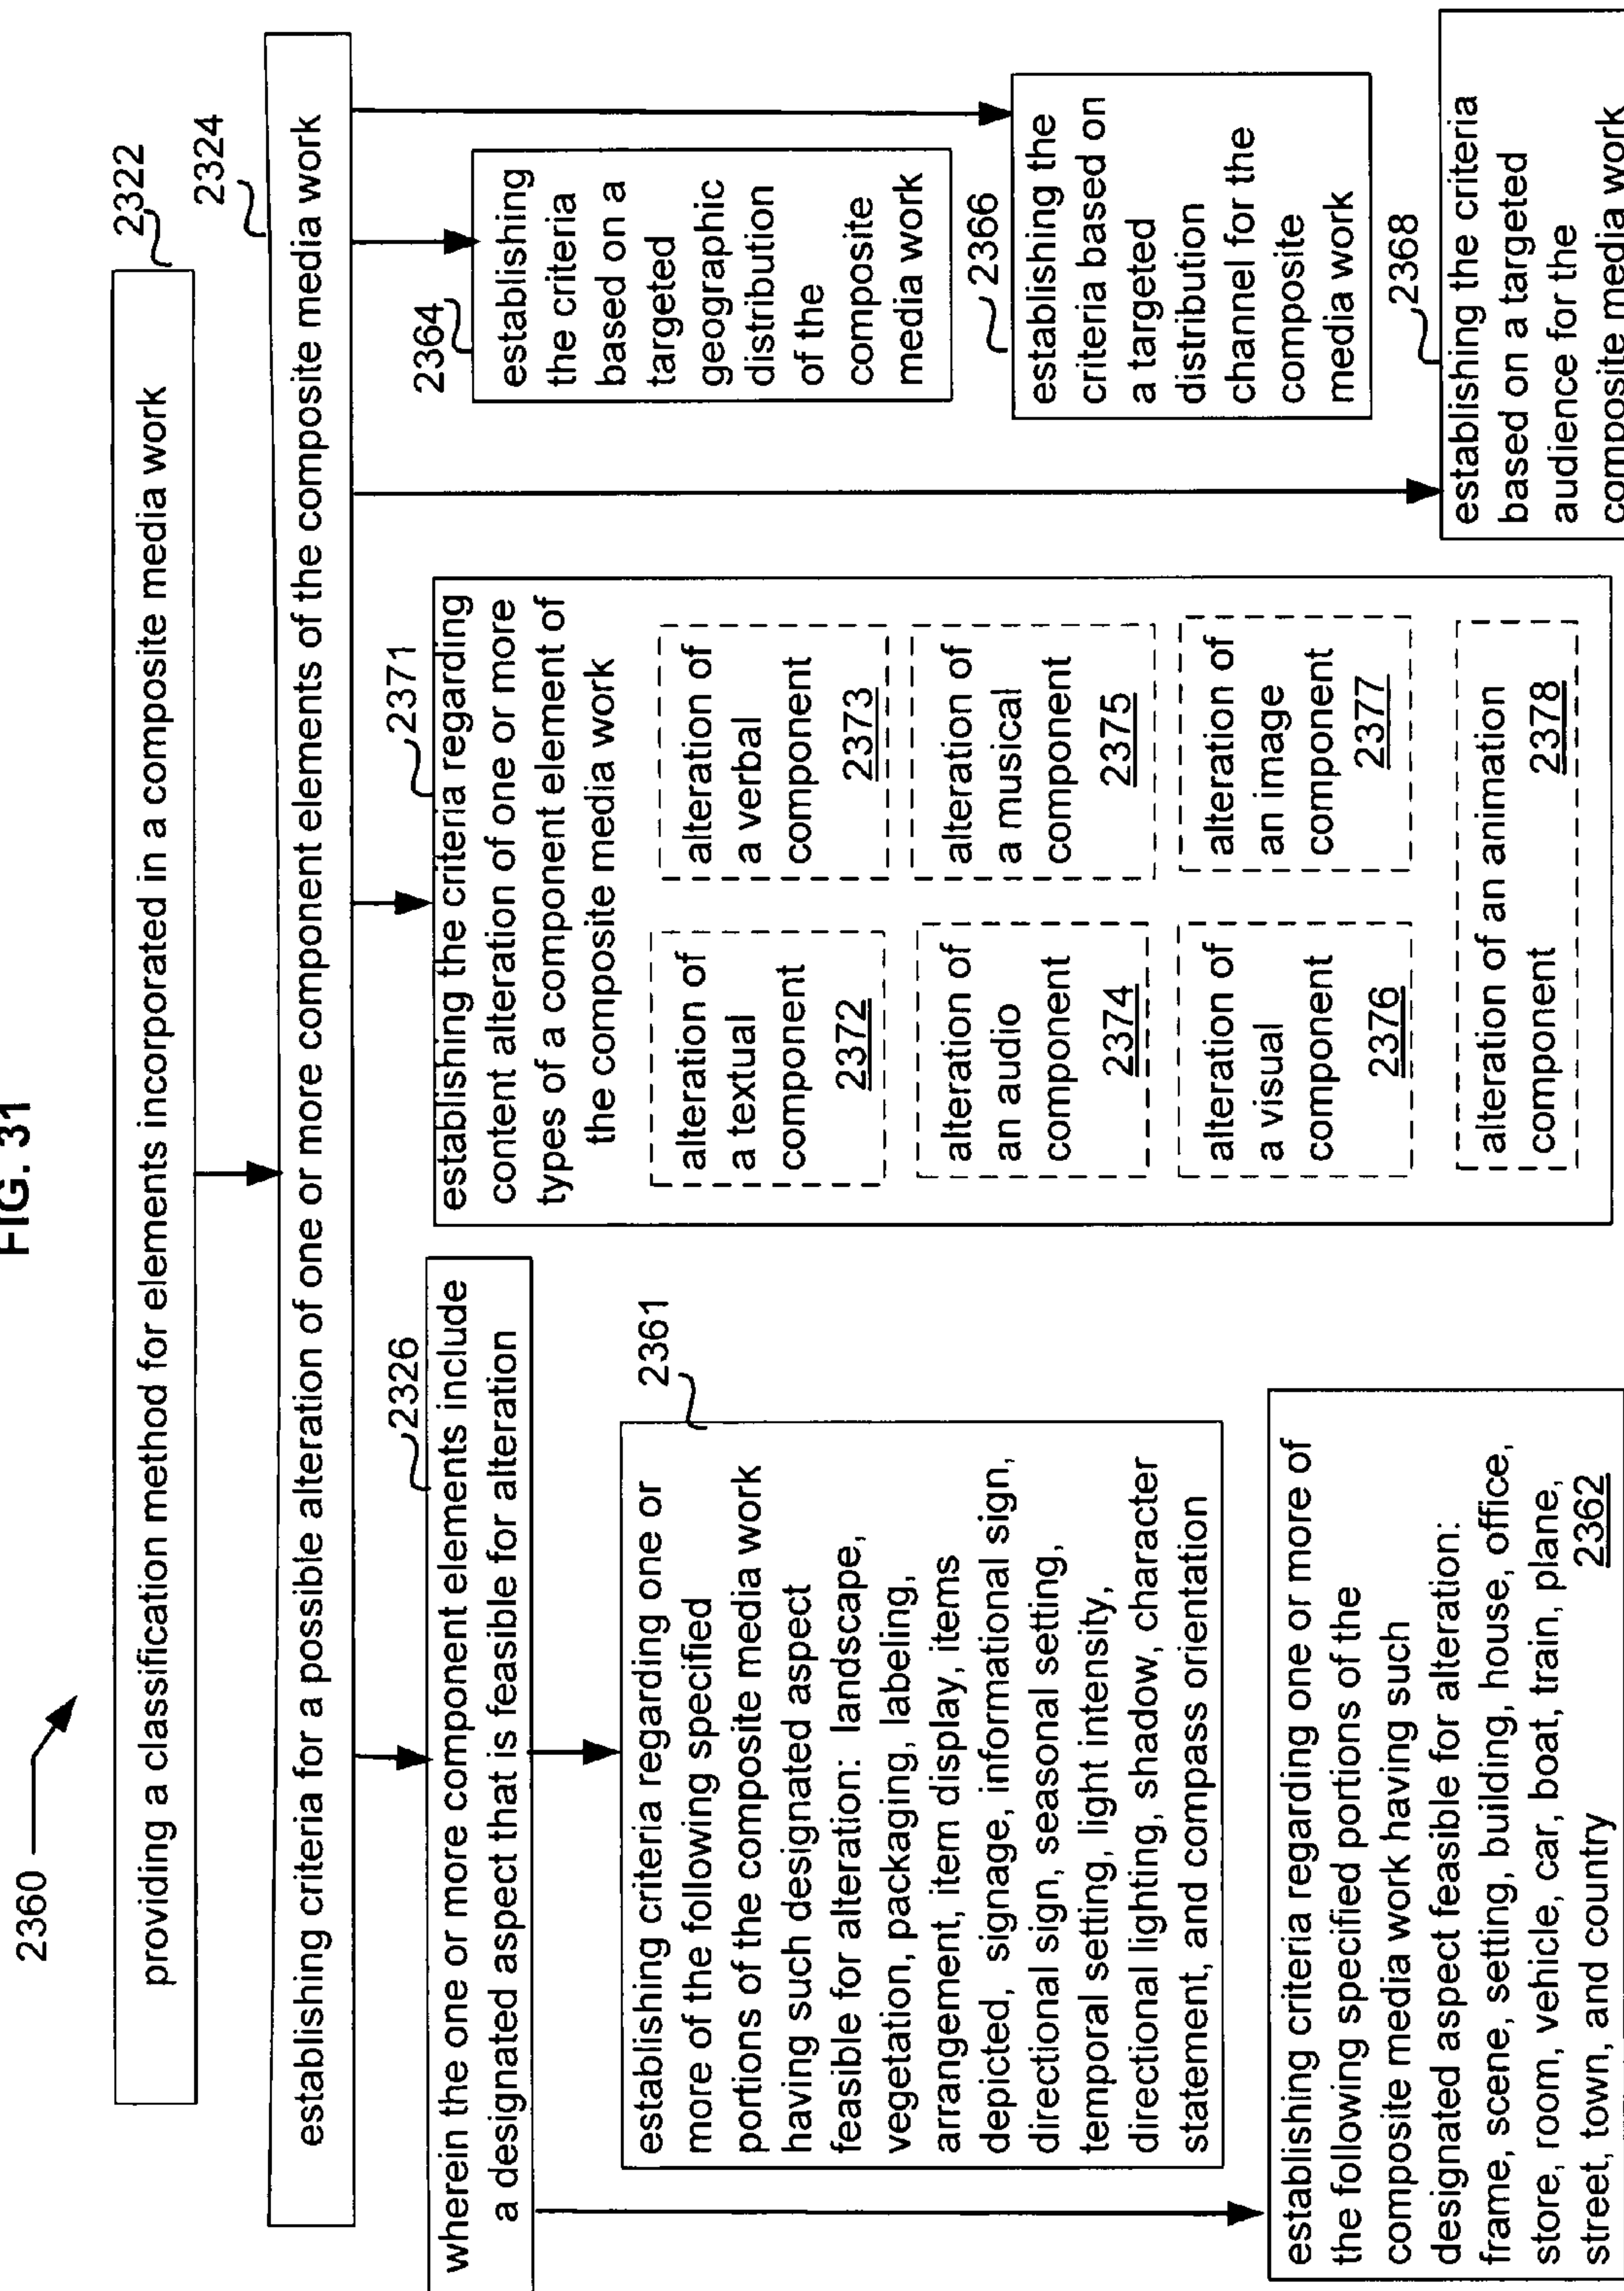 FIG. 31
2360
2322
providing a classification method for elements incorporated in a composite media work
2324
establishing criteria for a possible alteration of one or more component elements of the composite media work
2326
wherein the one or more component elements include
a designated aspect that is feasible for alteration
2361
establishing criteria regarding one or
more of the following specified
portions of the composite media work
having such designated aspect
feasible for alteration: landscape,
vegetation, packaging, labeling,
arrangement, item display, items
depicted, signage, informational sign,
directional sign, seasonal setting,
temporal setting, light intensity,
directional lighting, shadow, character
statement, and compass orientation
establishing criteria regarding one or more of
the following specified portions of the
composite media work having such
designated aspect feasible for alteration:
frame, scene, setting, building, house, office,
store, room, vehicle, car, boat, train, plane,
street, town, and country
2362
2371
establishing the criteria regarding
content alteration of one or more
types of a component element of
the composite media work
alteration of
a textual
component
2372
alteration of
a verbal
component
2373
alteration of
an audio
component
2374
alteration of
a musical
component
2375
alteration of
a visual
component
2376
alteration of
an image
component
2377
alteration of an animation
component
2378
2364
establishing
the criteria
based on a
targeted
geographic
distribution
of the
composite
media work
2366
establishing the
criteria based on
a targeted
distribution
channel for the
composite
media work
2368
establishing the criteria
based on a targeted
audience for the
composite media work